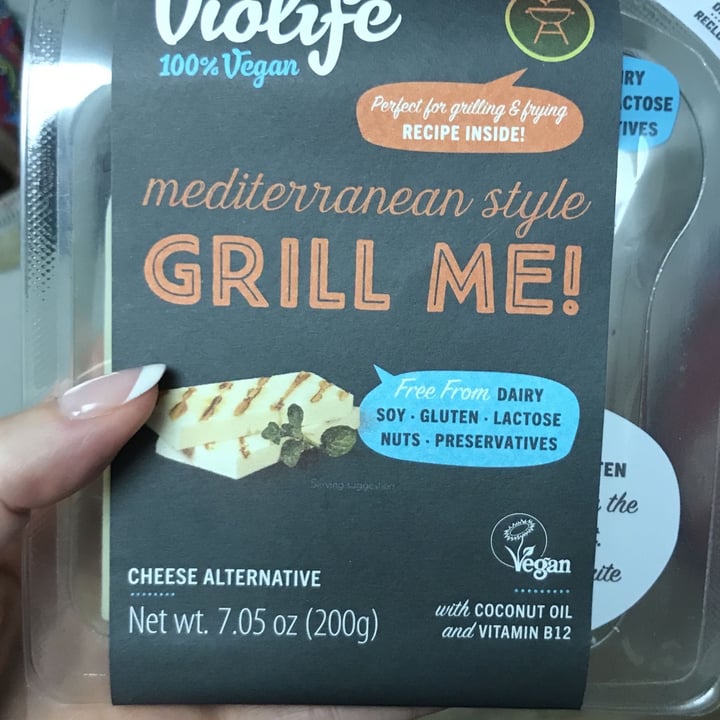 Violife
100% Vegan
Perfect for grilling & frying
RECIPE INSIDE!
mediterranean style
GRILL ME!
Free From DAIRY
SOY · GLUTEN · LACTOSE
NUTS · PRESERVATIVES
Serving suggestion
Vegan
CHEESE ALTERNATIVE
Net wt. 7.05 oz (200g)
with COCONUT OIL
and VITAMIN B12
the